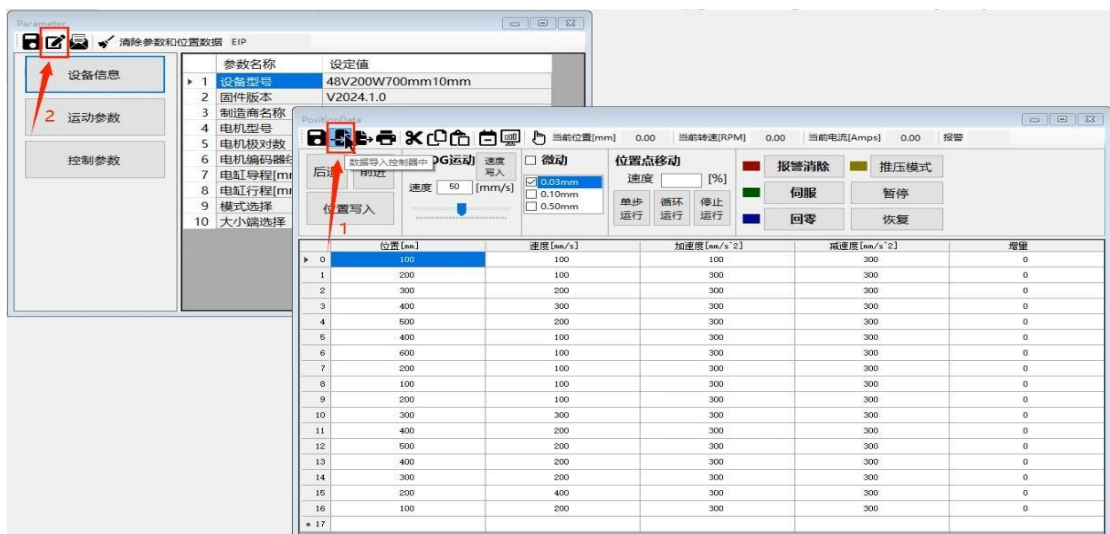 Parameter
清除参数和位置数据 EIP
设备信息
运动参数
控制参数
参数名称 设定值
1 设备型号 48V200W700mm10mm
2 固件版本 V2024.1.0
3 制造商名称
4 电机型号
5 电机极对数
6 电机编码器
7 电缸导程[mm
8 电缸行程[mm
9 模式选择
10 大小端选择
2
PositionData
当前位置[mm] 0.00 当前转速[RPM] 0.00 当前电流[Amps] 0.00 报警
数据导入控制器中
后退 前进 OG运动 速度写入
速度 50 [mm/s]
位置写入
1
微动
0.03mm
0.10mm
0.50mm
位置点移动
速度 [%]
单步运行 循环运行 停止运行
报警消除 推压模式
伺服 暂停
回零 恢复
位置[mm] 速度[mm/s] 加速度[mm/s^2] 减速度[mm/s^2] 增量
0 100 100 100 300 0
1 200 100 300 300 0
2 300 200 300 300 0
3 400 300 300 300 0
4 500 200 300 300 0
5 400 100 300 300 0
6 600 100 300 300 0
7 200 100 300 300 0
8 100 100 300 300 0
9 200 100 300 300 0
10 300 300 300 300 0
11 400 200 300 300 0
12 500 200 300 300 0
13 400 200 300 300 0
14 300 200 300 300 0
15 200 400 300 300 0
16 100 200 300 300 0
* 17